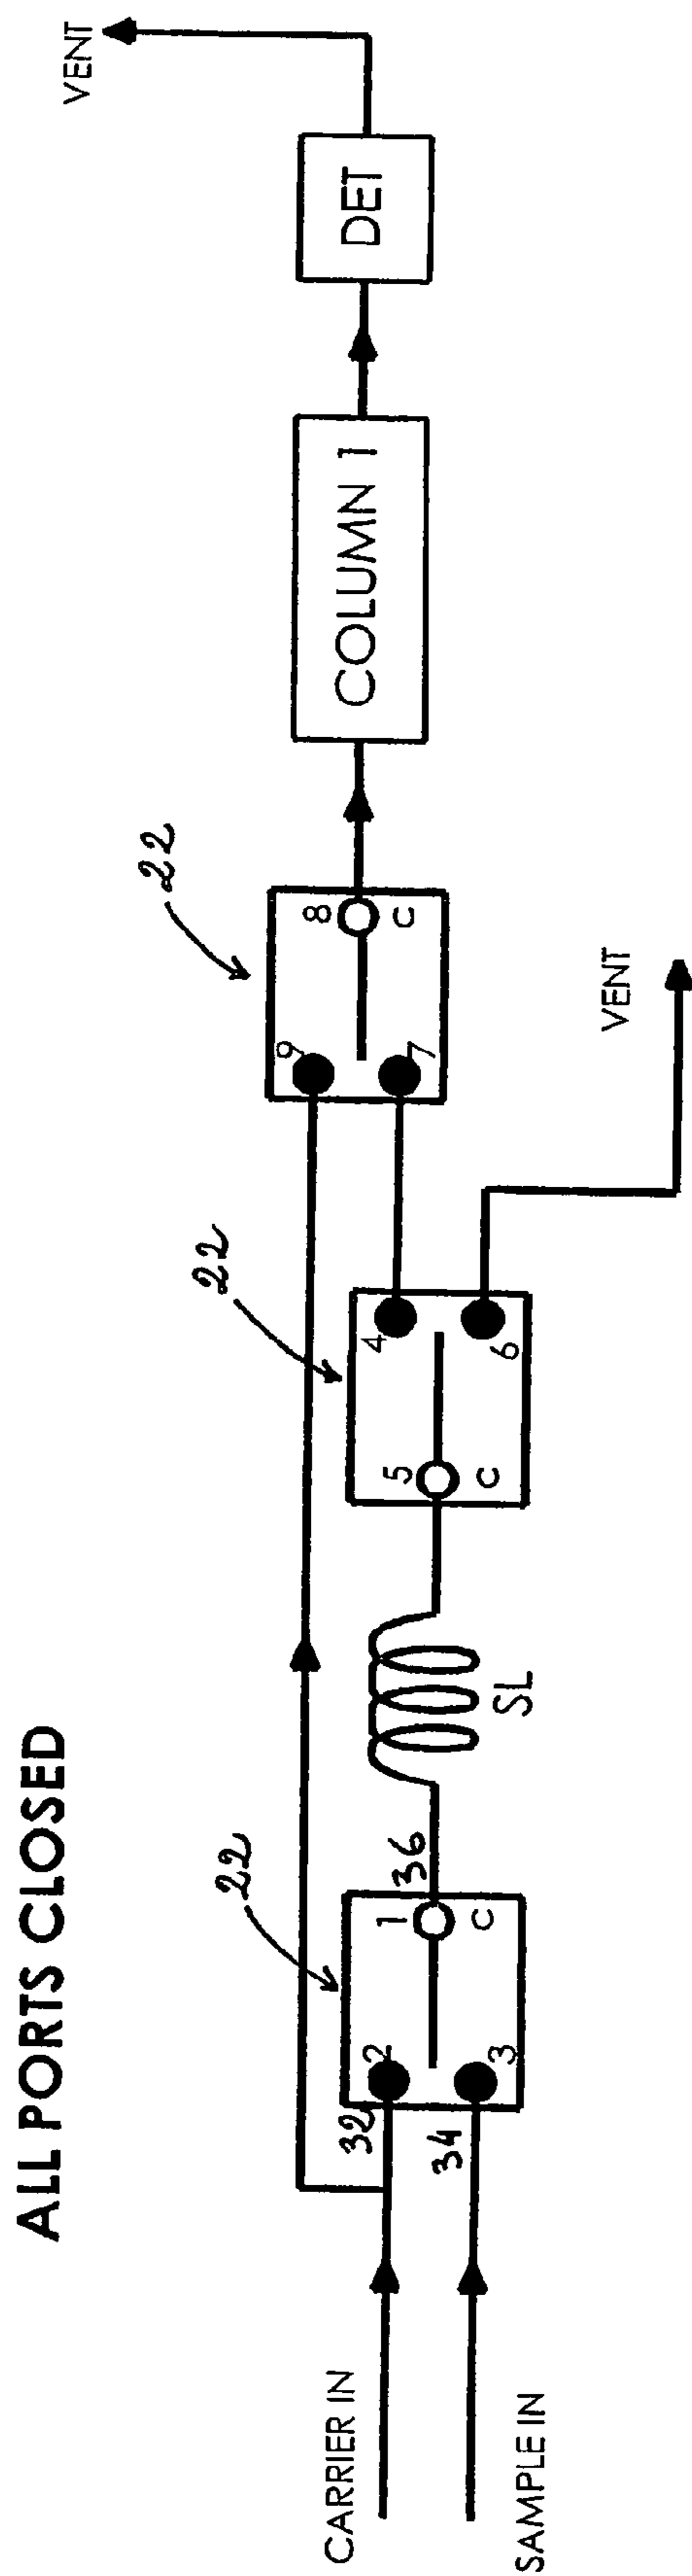 ALL PORTS CLOSED
CARRIER IN
SAMPLE IN
32
34
2
3
1
C
36
22
SL
5
C
4
6
22
VENT
9
7
8
C
22
COLUMN 1
DET
VENT